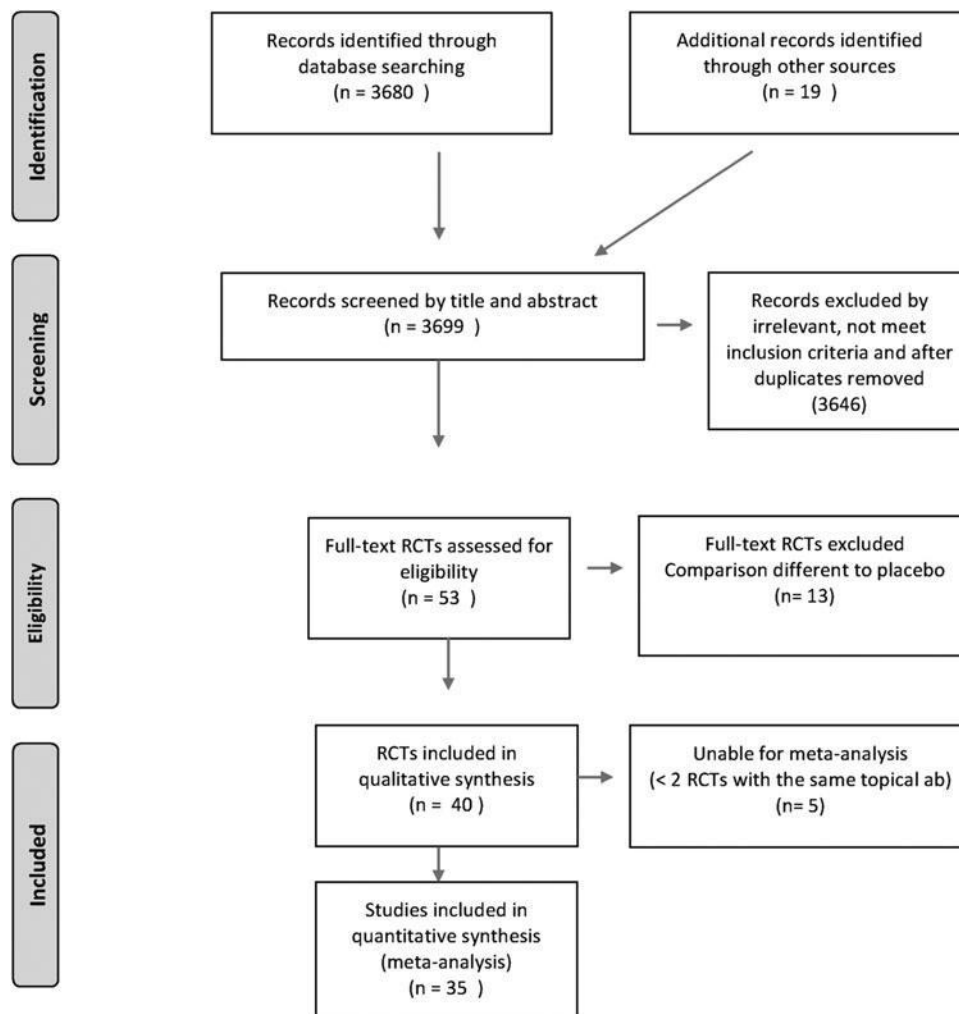 Identification
Records identified through
database searching
(n = 3680 )
Additional records identified
through other sources
(n = 19 )
Screening
Records screened by title and abstract
(n = 3699 )
Records excluded by
irrelevant, not meet
inclusion criteria and after
duplicates removed
(3646)
Eligibility
Full-text RCTs assessed for
eligibility
(n = 53 )
Full-text RCTs excluded
Comparison different to placebo
(n= 13)
Included
RCTs included in
qualitative synthesis
(n = 40 )
Unable for meta-analysis
(< 2 RCTs with the same topical ab)
(n= 5)
Studies included in
quantitative synthesis
(meta-analysis)
(n = 35 )